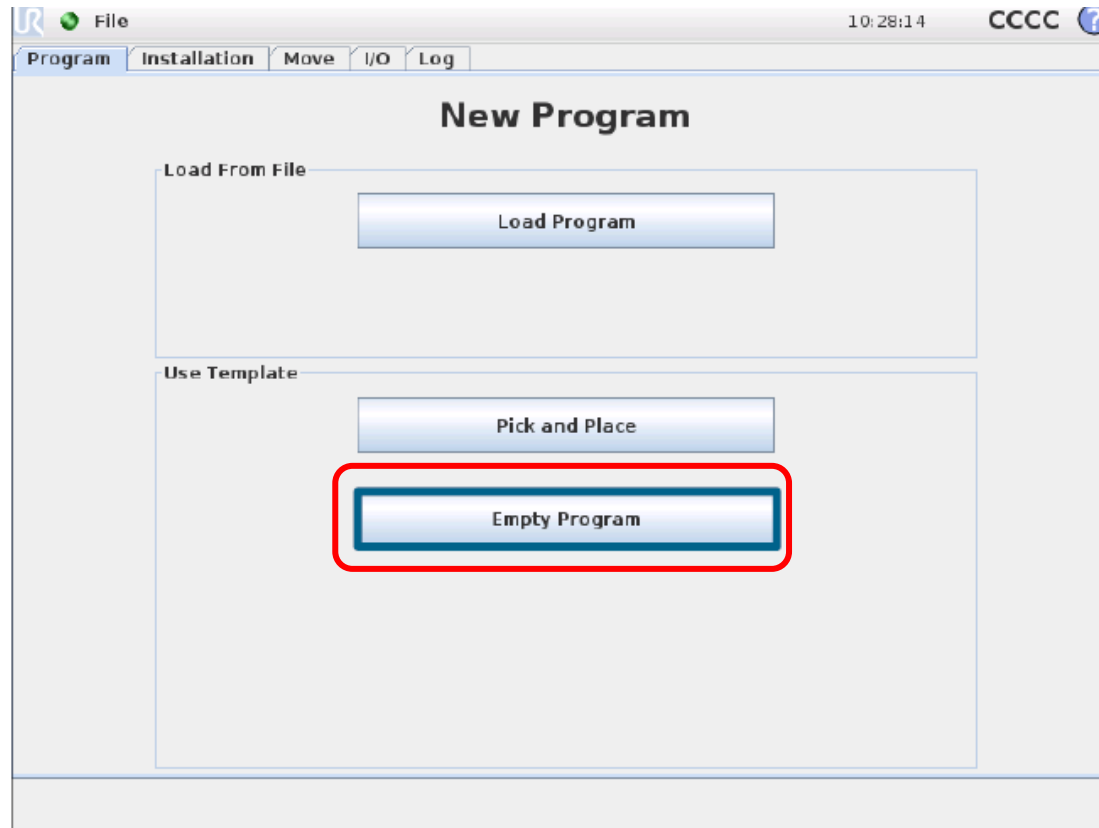 UR File 10:28:14 CCCC ?
Program Installation Move I/O Log
New Program
Load From File
Load Program
Use Template
Pick and Place
Empty Program